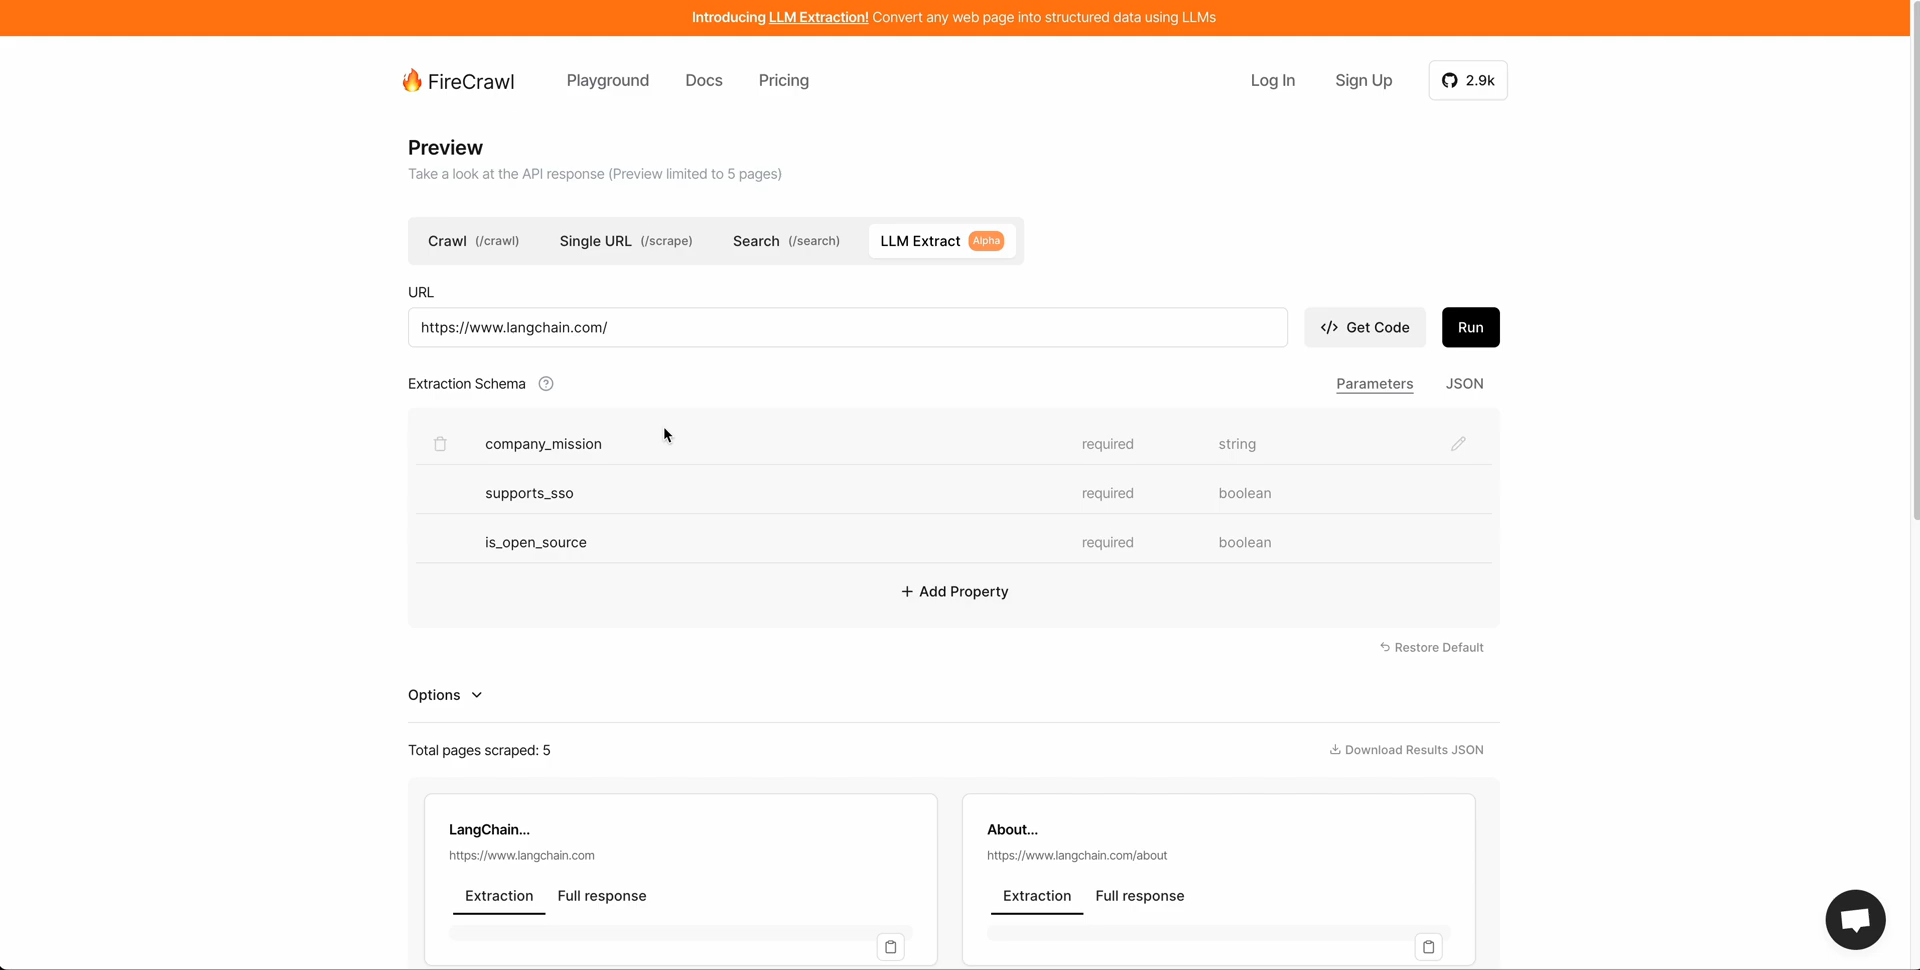 Introducing LLM Extraction! Convert any web page into structured data using LLMs
FireCrawl Playground Docs Pricing Log In Sign Up 2.9k
Preview
Take a look at the API response (Preview limited to 5 pages)
Crawl (/crawl) Single URL (/scrape) Search (/search) LLM Extract Alpha
URL
https://www.langchain.com/ </> Get Code Run
Extraction Schema ? Parameters JSON
company_mission required string
supports_sso required boolean
is_open_source required boolean
+ Add Property
Restore Default
Options
Total pages scraped: 5 Download Results JSON
LangChain... About...
https://www.langchain.com https://www.langchain.com/about
Extraction Full response Extraction Full response